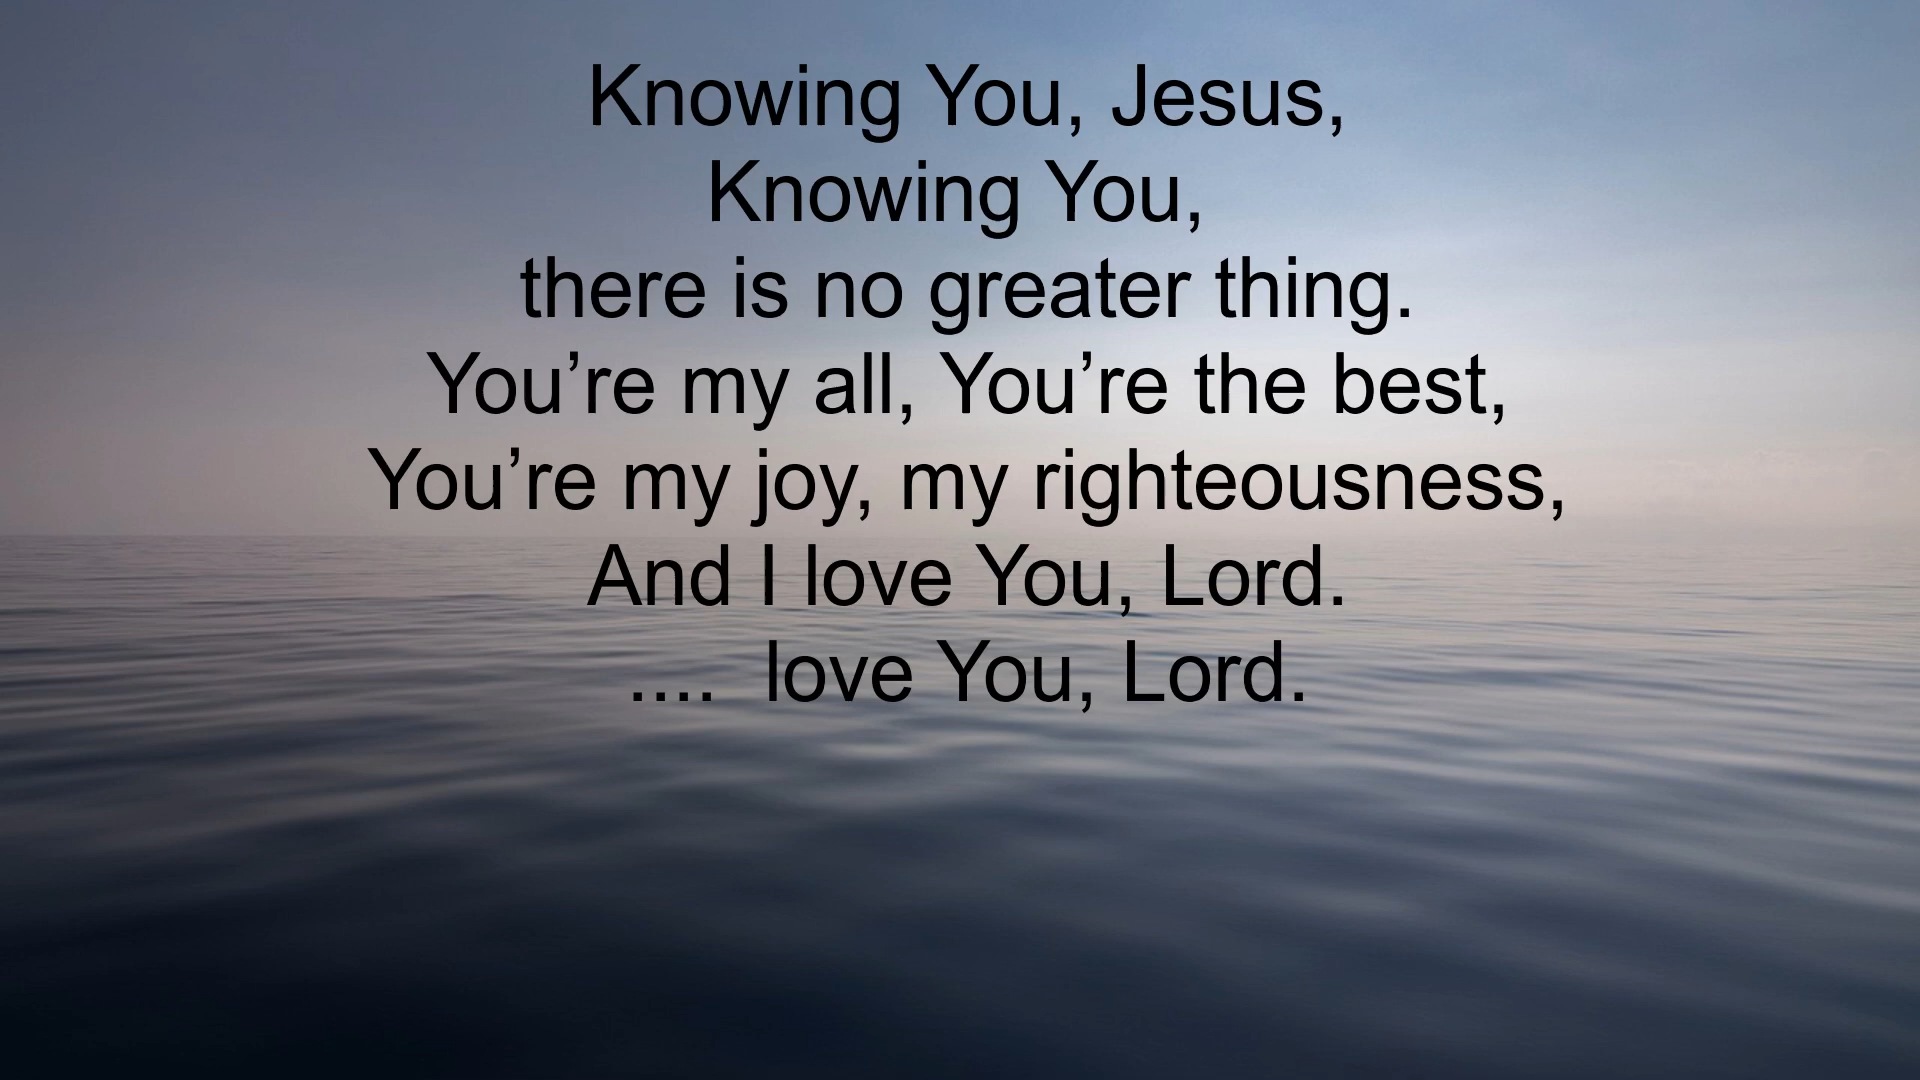 Knowing You, Jesus,
Knowing You,
there is no greater thing.
You’re my all, You’re the best,
You’re my joy, my righteousness,
And I love You, Lord.
....  love You, Lord.